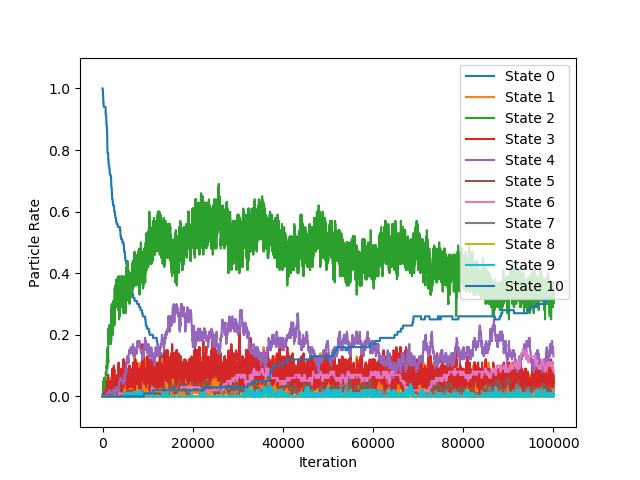 1.0
0.8
0.6
0.4
0.2
0.0
Particle Rate
0 20000 40000 60000 80000 100000
Iteration
State 0
State 1
State 2
State 3
State 4
State 5
State 6
State 7
State 8
State 9
State 10